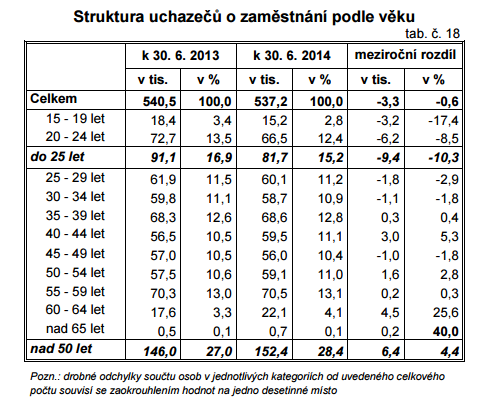 Struktura uchazečů o zaměstnání podle věku
tab. č. 18
k 30. 6. 2013 k 30. 6. 2014 meziroční rozdíl
v tis. v % v tis. v % v tis. v %
Celkem 540,5 100,0 537,2 100,0 -3,3 -0,6
15 - 19 let 18,4 3,4 15,2 2,8 -3,2 -17,4
20 - 24 let 72,7 13,5 66,5 12,4 -6,2 -8,5
do 25 let 91,1 16,9 81,7 15,2 -9,4 -10,3
25 - 29 let 61,9 11,5 60,1 11,2 -1,8 -2,9
30 - 34 let 59,8 11,1 58,7 10,9 -1,1 -1,8
35 - 39 let 68,3 12,6 68,6 12,8 0,3 0,4
40 - 44 let 56,5 10,5 59,5 11,1 3,0 5,3
45 - 49 let 57,0 10,5 56,0 10,4 -1,0 -1,8
50 - 54 let 57,5 10,6 59,1 11,0 1,6 2,8
55 - 59 let 70,3 13,0 70,5 13,1 0,2 0,3
60 - 64 let 17,6 3,3 22,1 4,1 4,5 25,6
nad 65 let 0,5 0,1 0,7 0,1 0,2 40,0
nad 50 let 146,0 27,0 152,4 28,4 6,4 4,4
Pozn.: drobné odchylky součtu osob v jednotlivých kategoriích od uvedeného celkového
počtu souvisí se zaokrouhlením hodnot na jedno desetinné místo